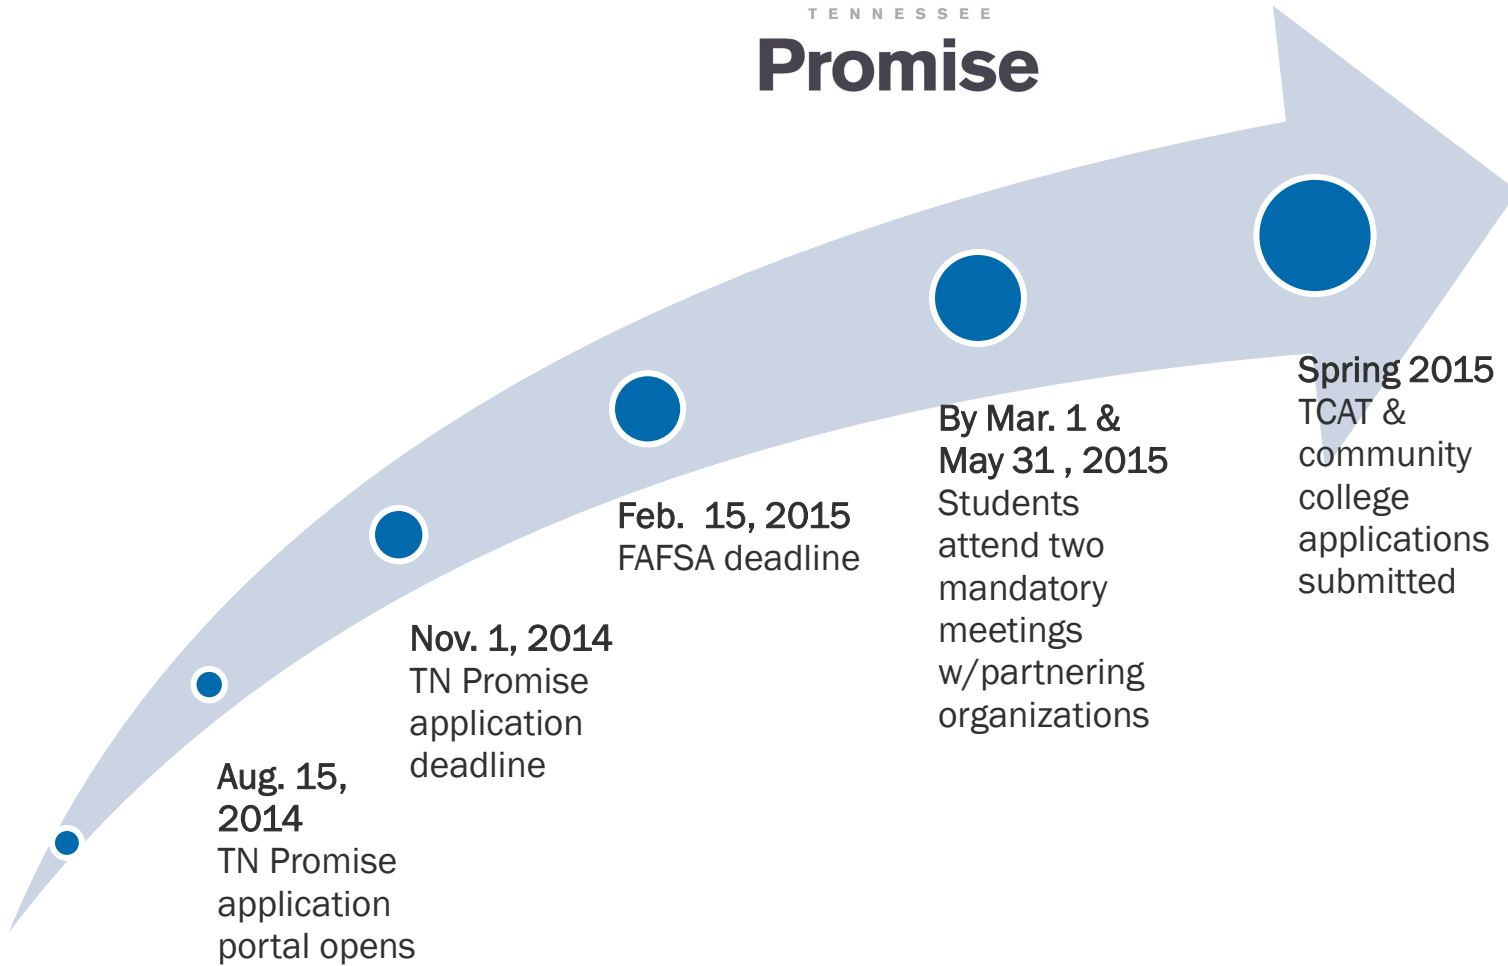 TENNESSEE
Promise
Aug. 15,
2014
TN Promise
application
portal opens
Nov. 1, 2014
TN Promise
application
deadline
Feb.  15, 2015
FAFSA deadline
By Mar. 1 &
May 31 , 2015
Students
attend two
mandatory
meetings
w/partnering
organizations
Spring 2015
TCAT &
community
college
applications
submitted